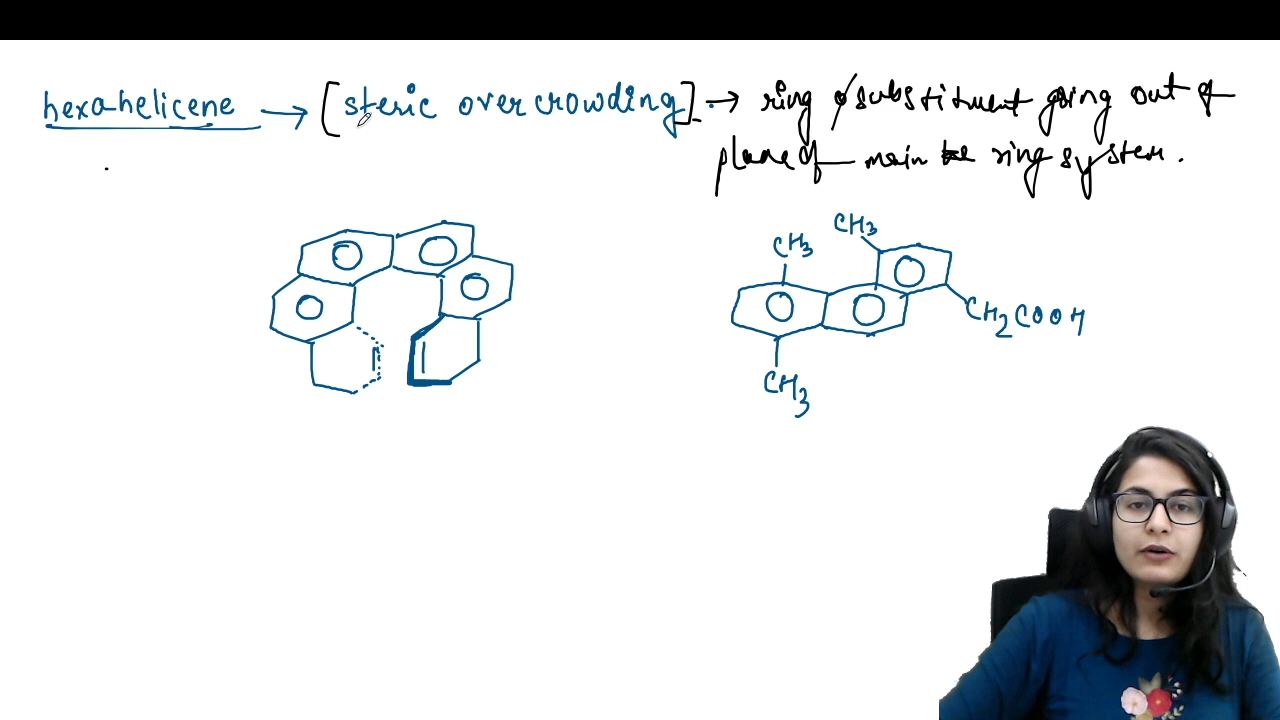 hexahelicene → [steric overcrowding]. → ring substituent going out of
plane of main ring system.
CH3
CH3
CH2COOH
CH3